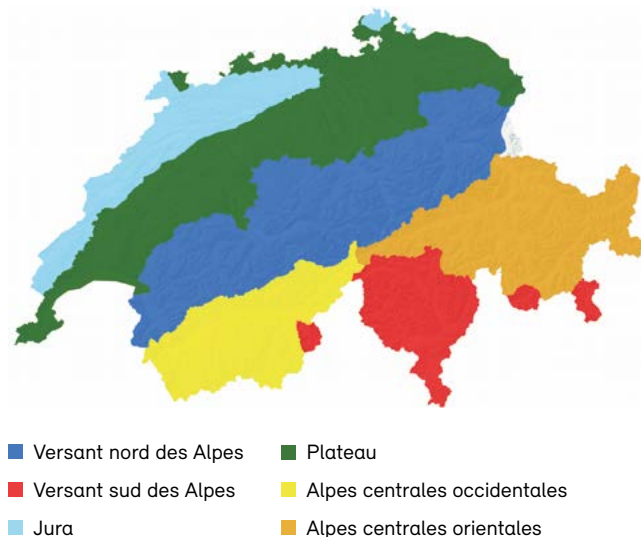 Versant nord des Alpes
Versant sud des Alpes
Jura
Plateau
Alpes centrales occidentales
Alpes centrales orientales